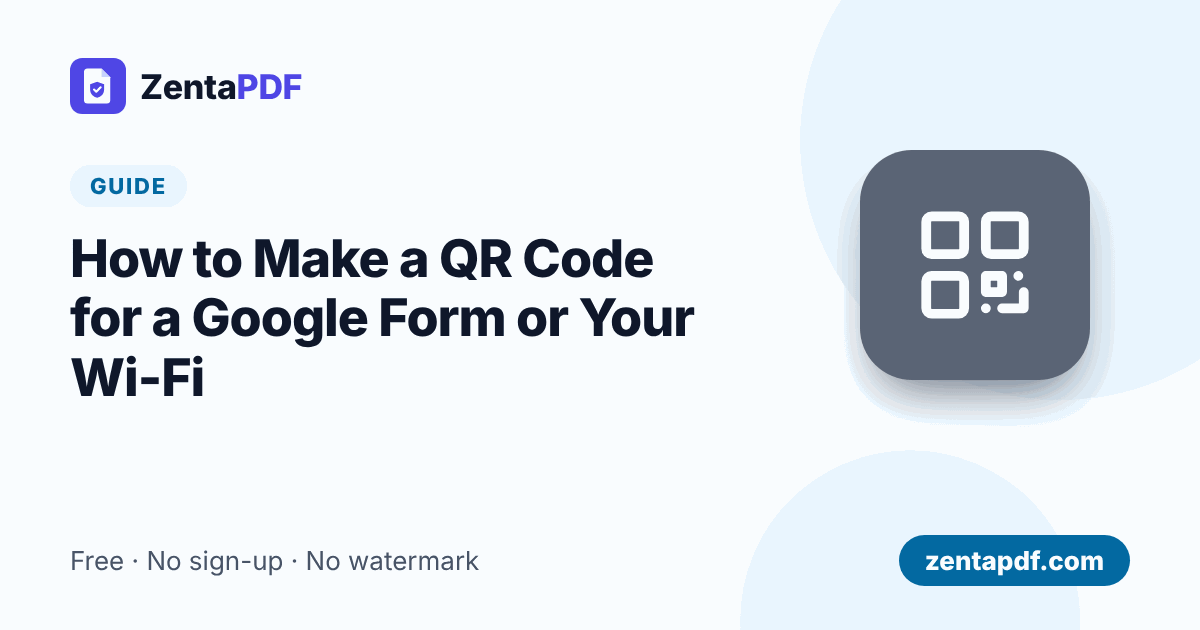 ZentaPDF
GUIDE
How to Make a QR Code
for a Google Form or Your
Wi-Fi
Free · No sign-up · No watermark
zentapdf.com